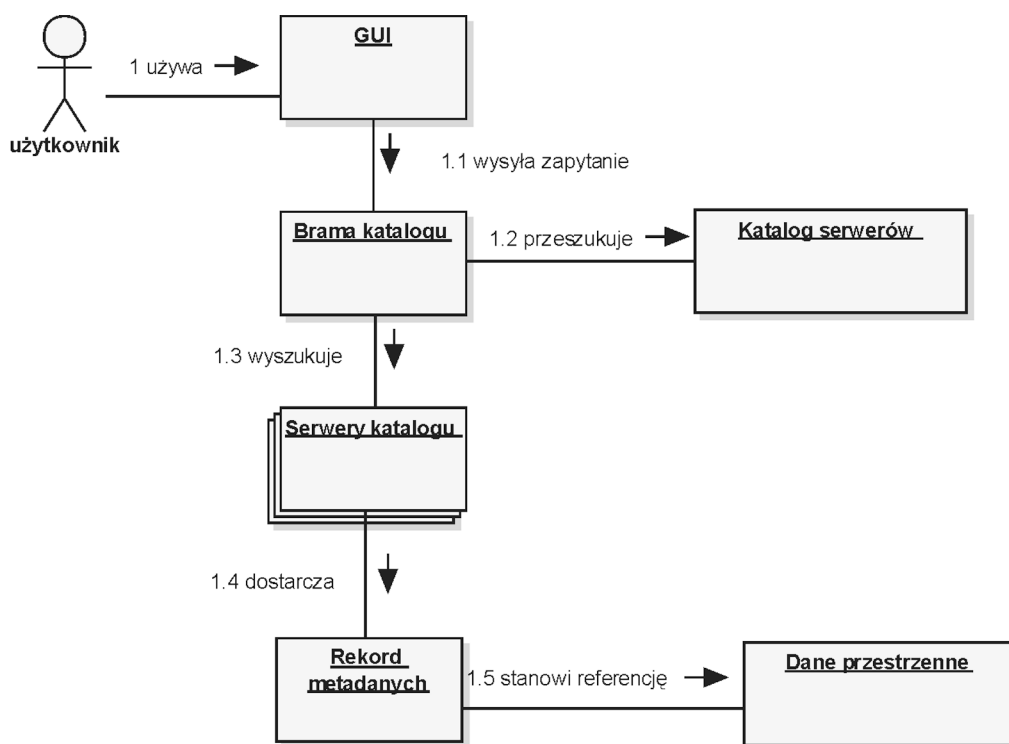 GUI
1 używa
użytkownik
1.1 wysyła zapytanie
Brama katalogu
1.2 przeszukuje
Katalog serwerów
1.3 wyszukuje
Serwery katalogu
1.4 dostarcza
Rekord
metadanych
1.5 stanowi referencję
Dane przestrzenne